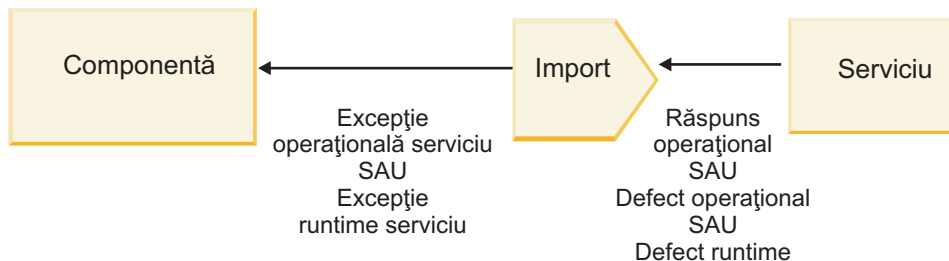 Componentă
Import
Serviciu
Excepţie
operaţională serviciu
SAU
Excepţie
runtime serviciu
Răspuns
operaţional
SAU
Defect operaţional
SAU
Defect runtime